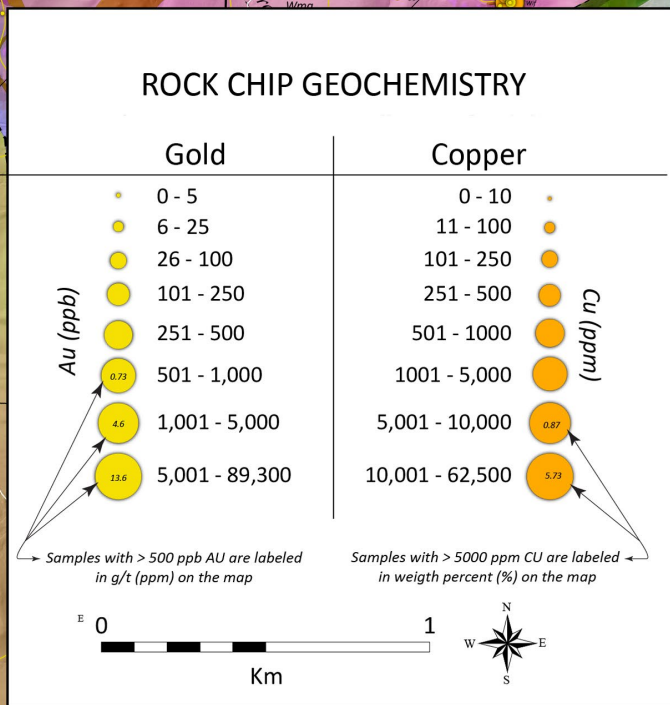 Wmg
Wif
ROCK CHIP GEOCHEMISTRY
Gold
Copper
0 - 5
6 - 25
26 - 100
101 - 250
251 - 500
0.73 501 - 1,000
4.6 1,001 - 5,000
13.6 5,001 - 89,300
Au (ppb)
0 - 10
11 - 100
101 - 250
251 - 500
501 - 1000
1001 - 5,000
5,001 - 10,000 0.87
10,001 - 62,500 5.73
Cu (ppm)
Samples with > 500 ppb AU are labeled
in g/t (ppm) on the map
Samples with > 5000 ppm CU are labeled
in weigth percent (%) on the map
E 0 1
Km
N
W E
S